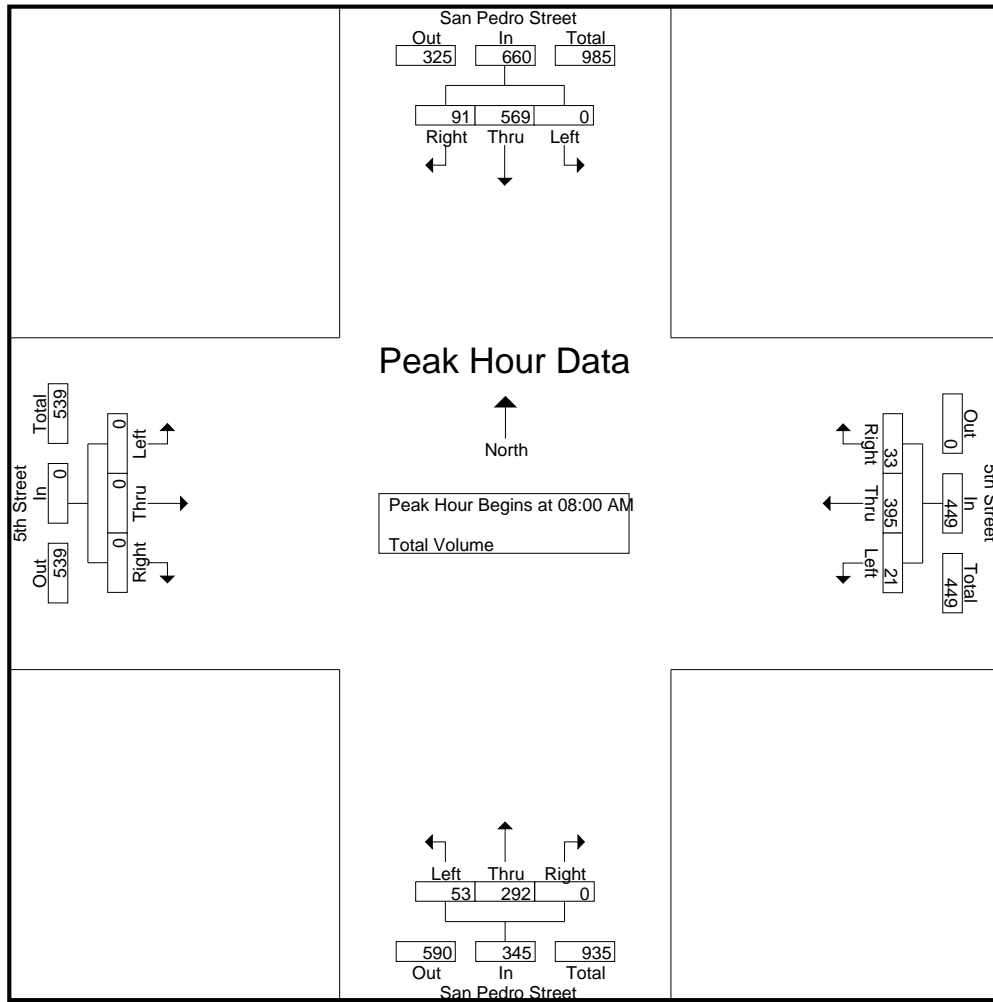 San Pedro Street
Out In Total
325 660 985
91 569 0
Right Thru Left
Peak Hour Data
North
Peak Hour Begins at 08:00 AM
Total Volume
5th Street
Total In Out
539 0 539
0 0 0
Left Thru Right
Right Thru Left
33 395 21
Out In Total
0 449 449
5th Street
Left Thru Right
53 292 0
590 345 935
Out In Total
San Pedro Street